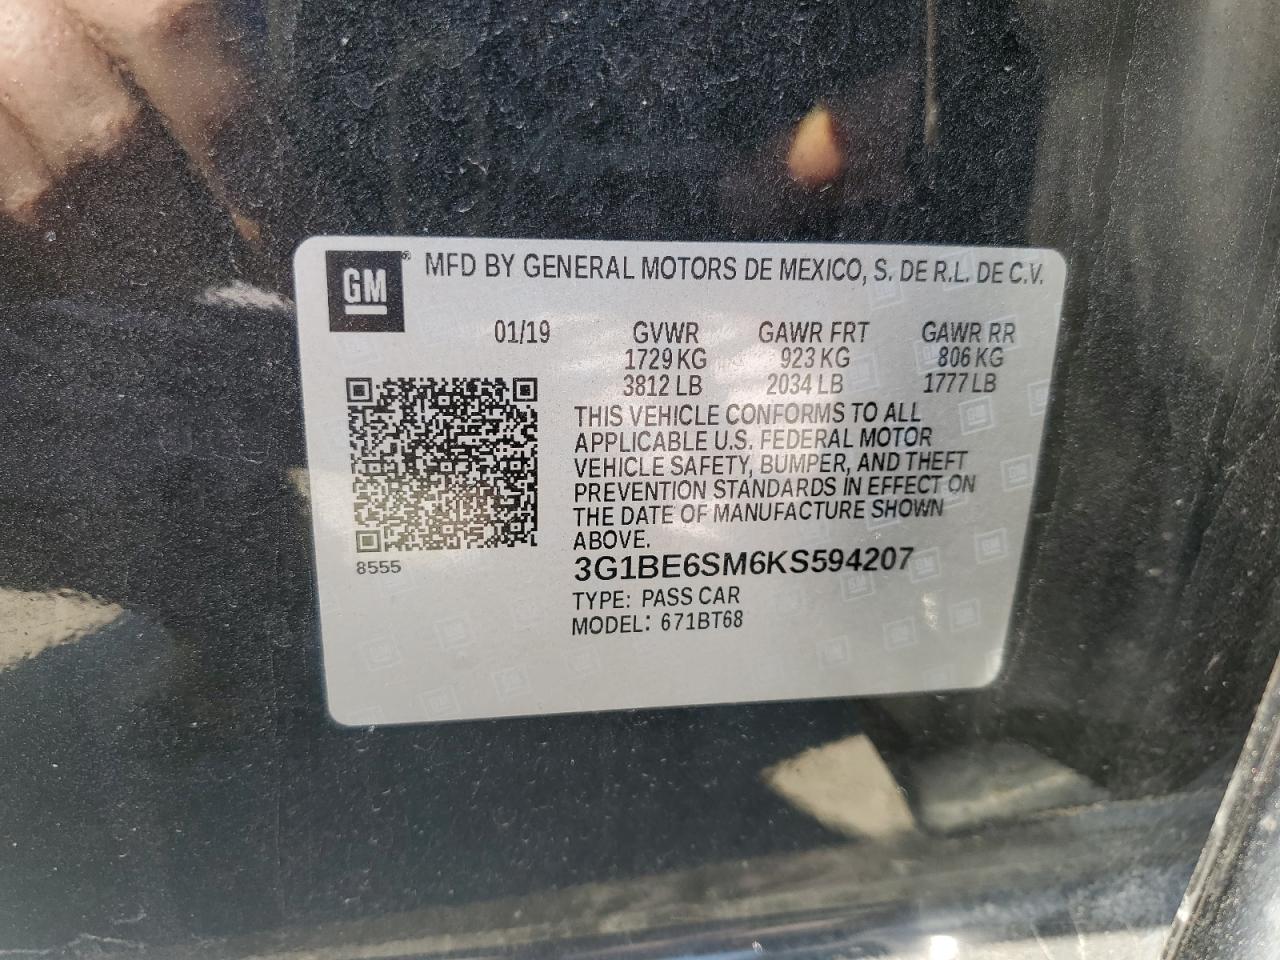 GM® MFD BY GENERAL MOTORS DE MEXICO, S. DE R.L. DE C.V.
01/19 GVWR GAWR FRT GAWR RR
1729 KG 923 KG 806 KG
3812 LB 2034 LB 1777 LB
THIS VEHICLE CONFORMS TO ALL
APPLICABLE U.S. FEDERAL MOTOR
VEHICLE SAFETY, BUMPER, AND THEFT
PREVENTION STANDARDS IN EFFECT ON
THE DATE OF MANUFACTURE SHOWN
ABOVE.
8555
3G1BE6SM6KS594207
TYPE: PASS CAR
MODEL: 671BT68